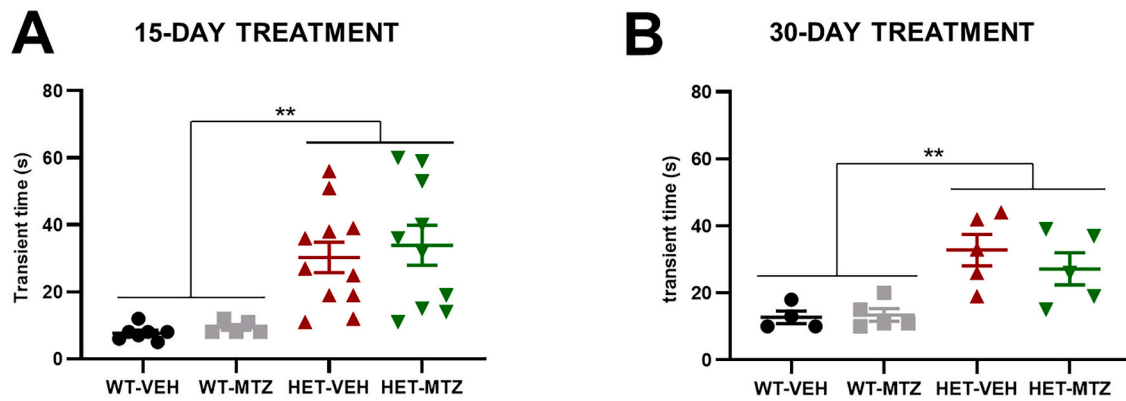 A
15-DAY TREATMENT
80
60
40
20
0
Transient time (s)
**
WT-VEH
WT-MTZ
HET-VEH
HET-MTZ
B
30-DAY TREATMENT
80
60
40
20
0
transient time (s)
**
WT-VEH
WT-MTZ
HET-VEH
HET-MTZ